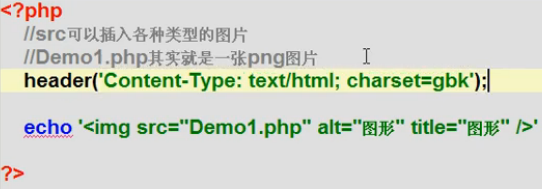 <?php
//src可以插入各种类型的图片
//Demo1.php其实就是一张png图片
header('Content-Type: text/html; charset=gbk');
echo '<img src="Demo1.php" alt="图形" title="图形" />'
?>